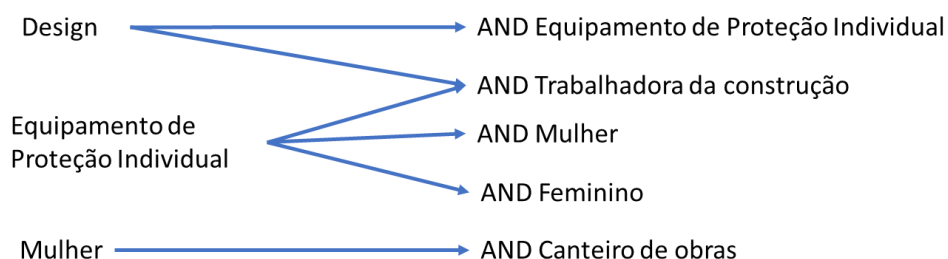 Design
AND Equipamento de Proteção Individual
AND Trabalhadora da construção
Equipamento de
Proteção Individual
AND Mulher
AND Feminino
Mulher
AND Canteiro de obras